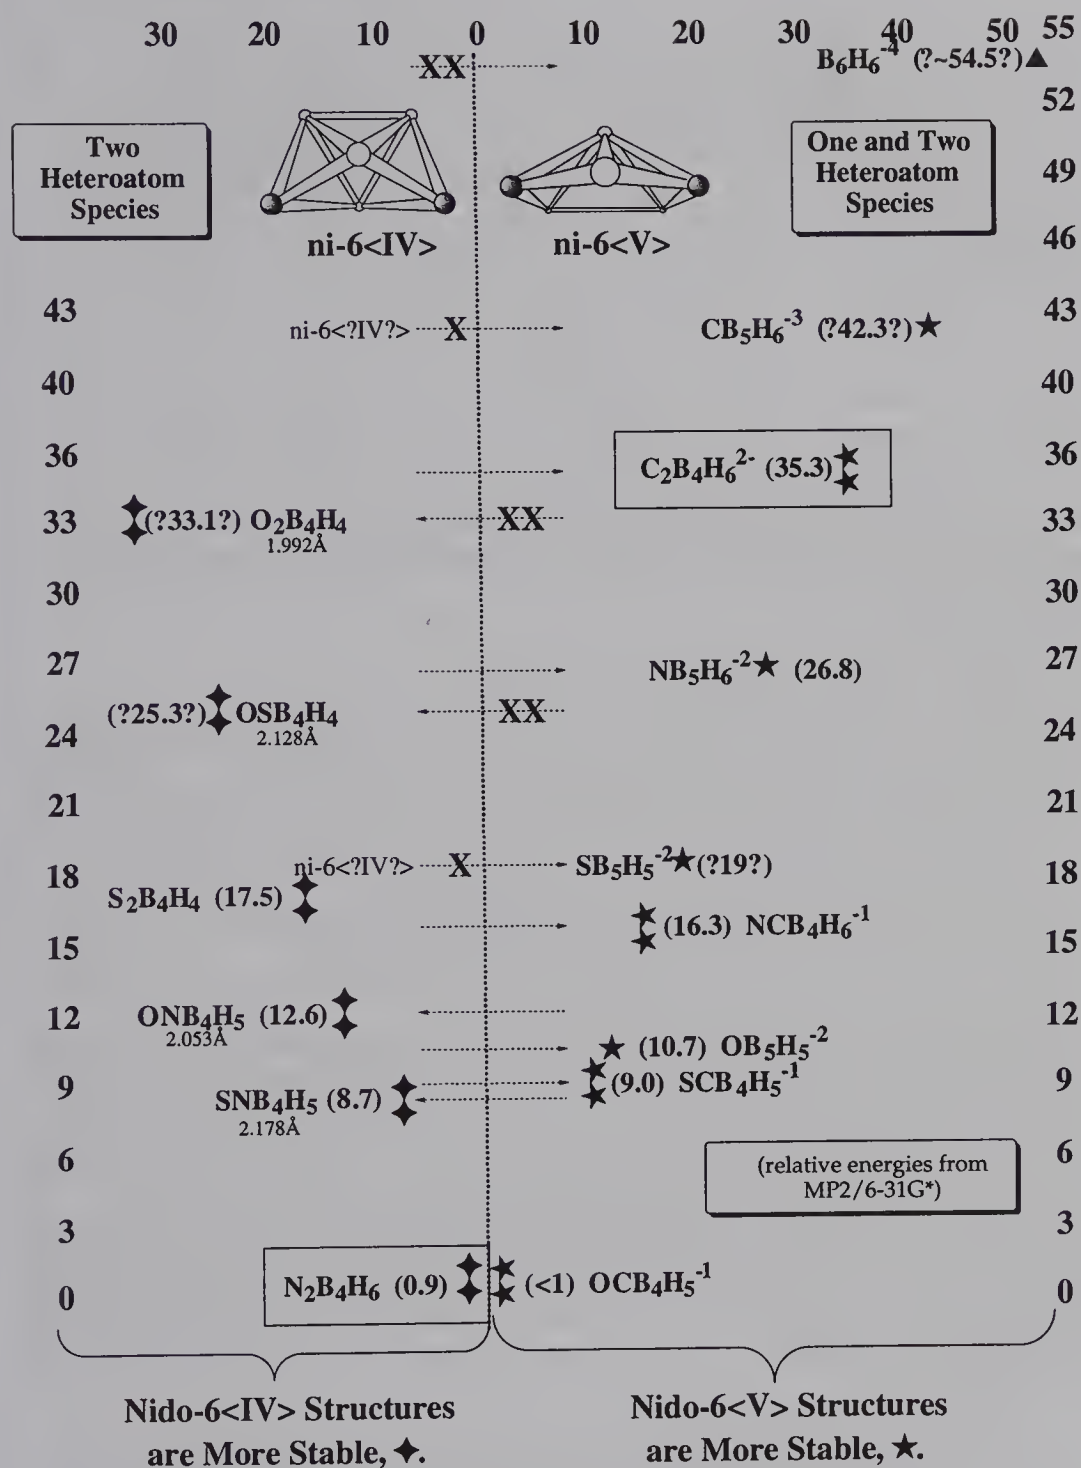 30 20 10 0 10 20 30 40 50 55
XX B₆H₆⁻⁴ (?~54.5?)▲
52
Two
Heteroatom
Species
One and Two
Heteroatom
Species
49
ni-6<IV> ni-6<V>
46
43 43
ni-6<?IV?> X CB₅H₆⁻³ (?42.3?)★
40 40
36 36
C₂B₄H₆²⁻ (35.3)★★
33 ✦✦(?33.1?) O₂B₄H₄ XX 33
1.992Å
30 30
27 NB₅H₆⁻²★ (26.8) 27
(?25.3?)✦✦OSB₄H₄ XX
2.128Å
24 24
21 21
18 ni-6<?IV?> X SB₅H₅⁻²★(?19?) 18
S₂B₄H₄ (17.5)✦✦
★★(16.3) NCB₄H₆⁻¹
15 15
12 ONB₄H₅ (12.6)✦✦ 12
2.053Å
★(10.7) OB₅H₅⁻²
9 ★★(9.0) SCB₄H₅⁻¹ 9
SNB₄H₅ (8.7)✦✦
2.178Å
6 6
(relative energies from
MP2/6-31G*)
3 3
0 N₂B₄H₆ (0.9)✦✦ ★★(<1) OCB₄H₅⁻¹ 0
Nido-6<IV> Structures
are More Stable, ✦.
Nido-6<V> Structures
are More Stable, ★.